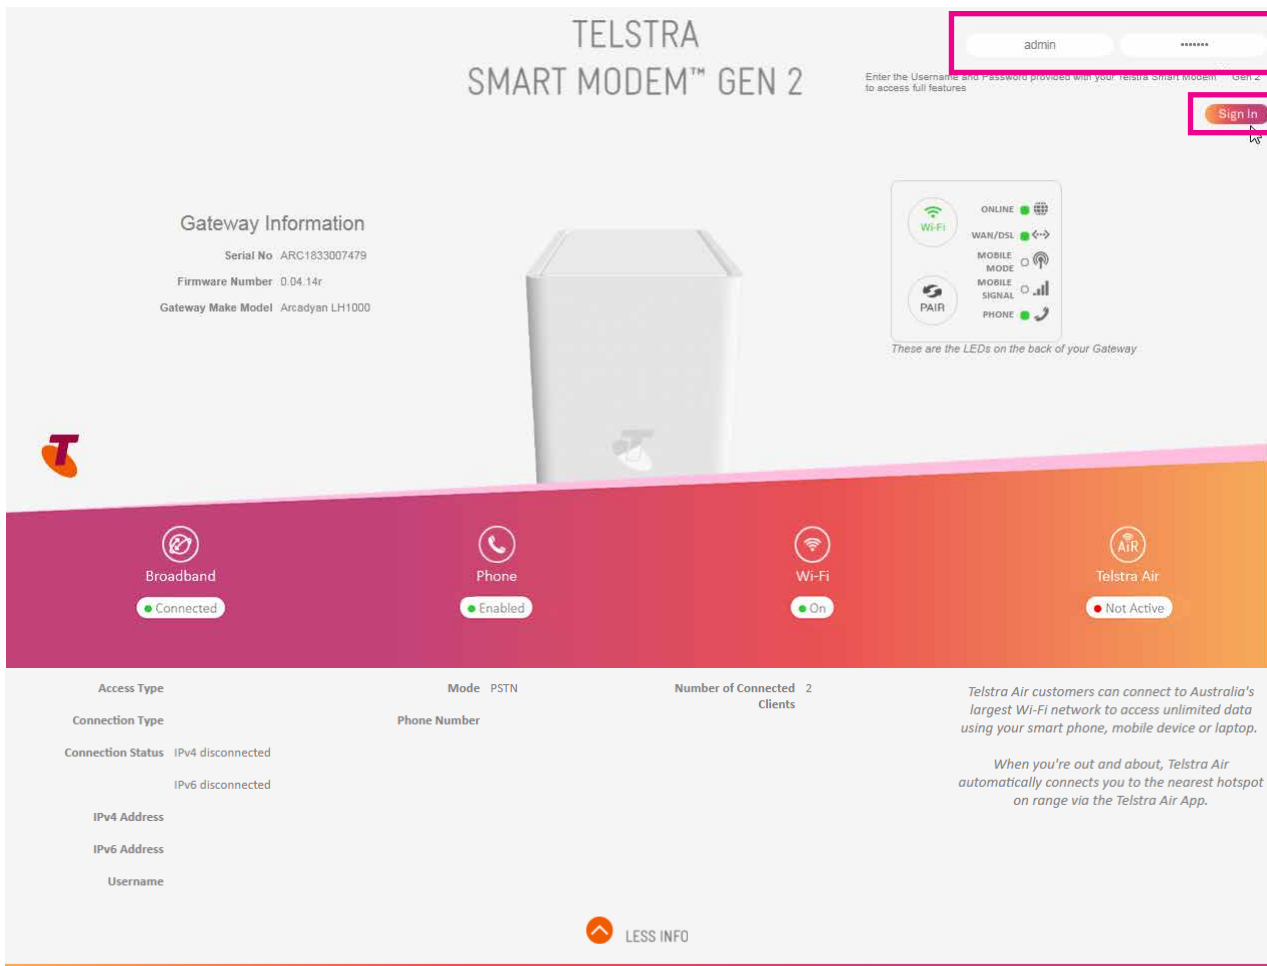 TELSTRA
SMART MODEM™ GEN 2
admin
•••••••
Enter the Username and Password provided with your Telstra Smart Modem Gen 2
to access full features
Sign In
Gateway Information
Serial No ARC1833007479
Firmware Number 0.04.14r
Gateway Make Model Arcadyan LH1000
Wi-Fi
PAIR
ONLINE
WAN/DSL
MOBILE
MODE
MOBILE
SIGNAL
PHONE
These are the LEDs on the back of your Gateway
T
Broadband
Connected
Phone
Enabled
Wi-Fi
On
AiR
Telstra Air
Not Active
Access Type
Connection Type
Connection Status IPv4 disconnected
IPv6 disconnected
IPv4 Address
IPv6 Address
Username
Mode PSTN
Phone Number
Number of Connected 2
Clients
Telstra Air customers can connect to Australia's
largest Wi-Fi network to access unlimited data
using your smart phone, mobile device or laptop.
When you're out and about, Telstra Air
automatically connects you to the nearest hotspot
on range via the Telstra Air App.
LESS INFO